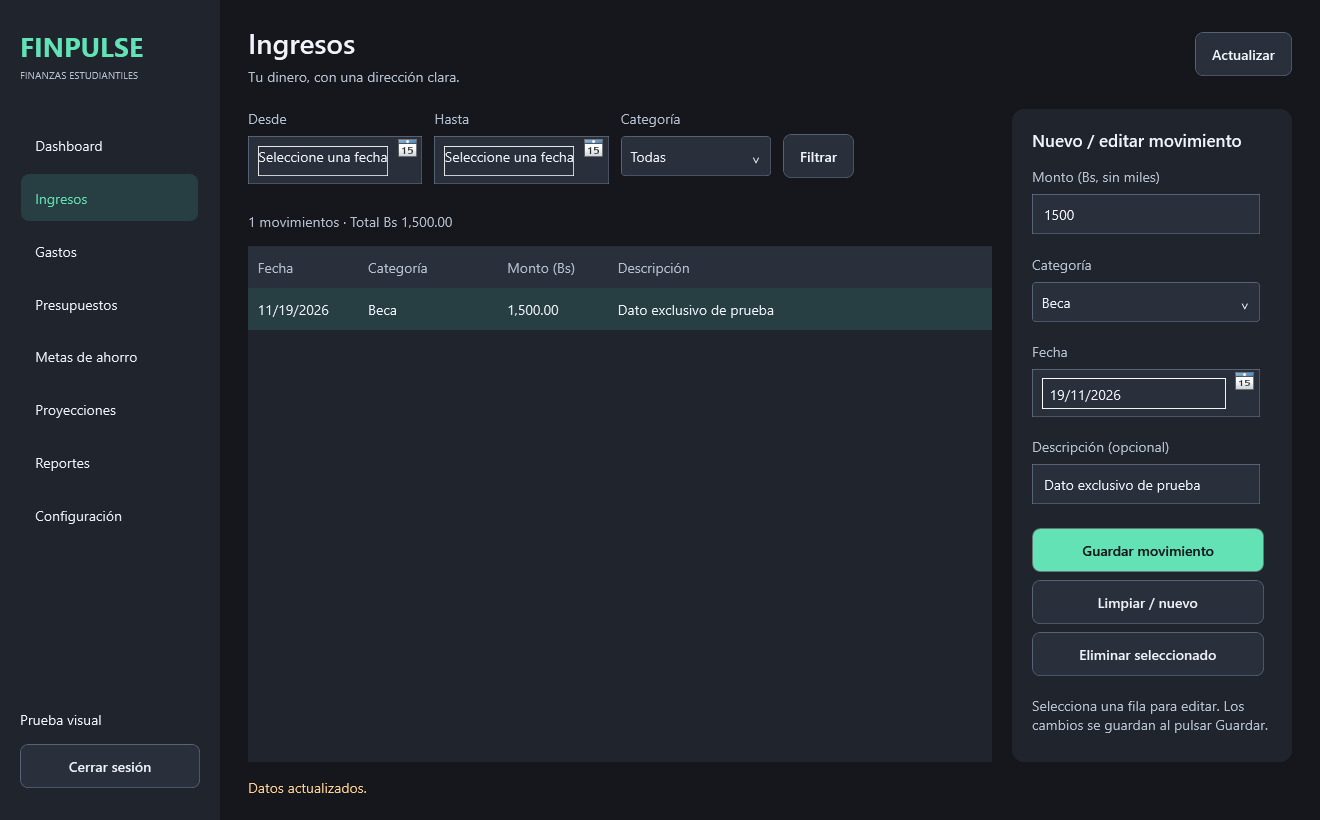 FINPULSE
FINANZAS ESTUDIANTILES
Dashboard
Ingresos
Gastos
Presupuestos
Metas de ahorro
Proyecciones
Reportes
Configuración
Prueba visual
Cerrar sesión
Ingresos
Tu dinero, con una dirección clara.
Actualizar
Desde Hasta Categoría
Seleccione una fecha 15 Seleccione una fecha 15 Todas Filtrar
1 movimientos · Total Bs 1,500.00
Fecha Categoría Monto (Bs) Descripción
11/19/2026 Beca 1,500.00 Dato exclusivo de prueba
Datos actualizados.
Nuevo / editar movimiento
Monto (Bs, sin miles)
1500
Categoría
Beca
Fecha
19/11/2026 15
Descripción (opcional)
Dato exclusivo de prueba
Guardar movimiento
Limpiar / nuevo
Eliminar seleccionado
Selecciona una fila para editar. Los
cambios se guardan al pulsar Guardar.